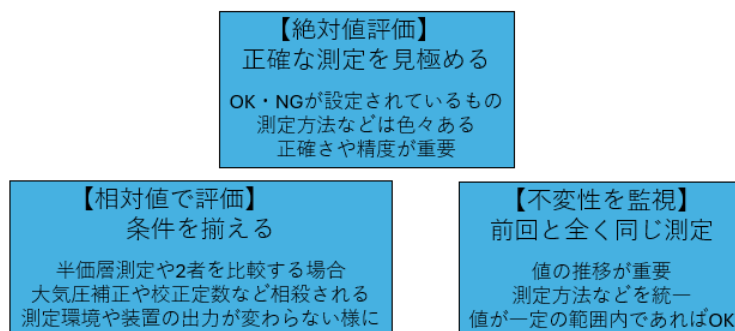 【絶対値評価】
正確な測定を見極める
OK・NGが設定されているもの
測定方法などは色々ある
正確さや精度が重要
【相対値で評価】
条件を揃える
半価層測定や2者を比較する場合
大気圧補正や校正定数など相殺される
測定環境や装置の出力が変わらない様に
【不変性を監視】
前回と全く同じ測定
値の推移が重要
測定方法などを統一
値が一定の範囲内であればOK